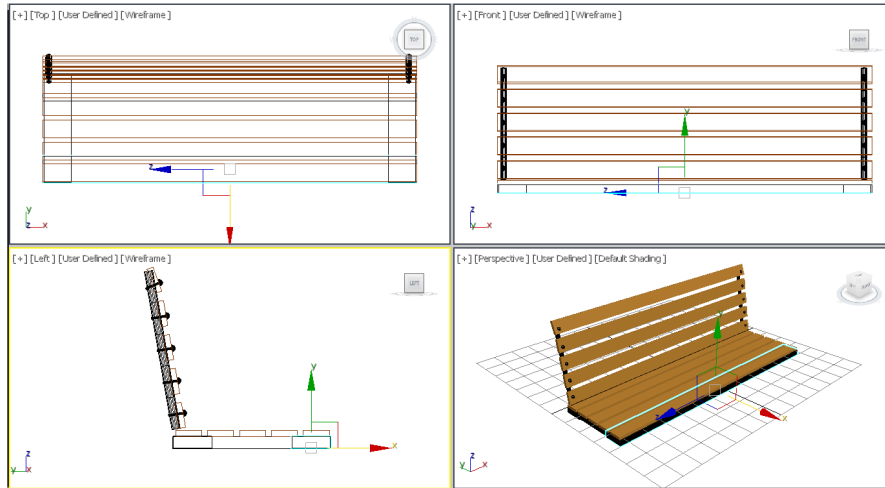 [+] [Top] [User Defined] [Wireframe]
TOP
z
y
z
x
[+] [Front] [User Defined] [Wireframe]
FRONT
y
z
z
y
x
[+] [Left] [User Defined] [Wireframe]
LEFT
y
x
z
y
x
[+] [Perspective] [User Defined] [Default Shading]
y
z
x
z
y
x